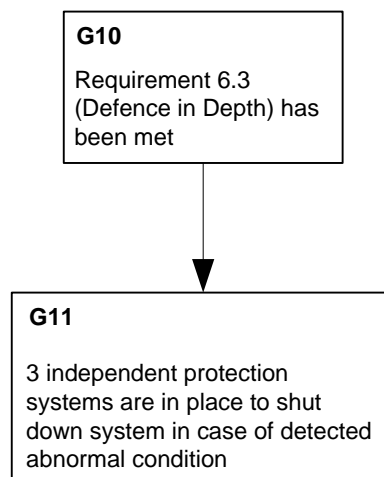 G10
Requirement 6.3
(Defence in Depth) has
been met
G11
3 independent protection
systems are in place to shut
down system in case of detected
abnormal condition